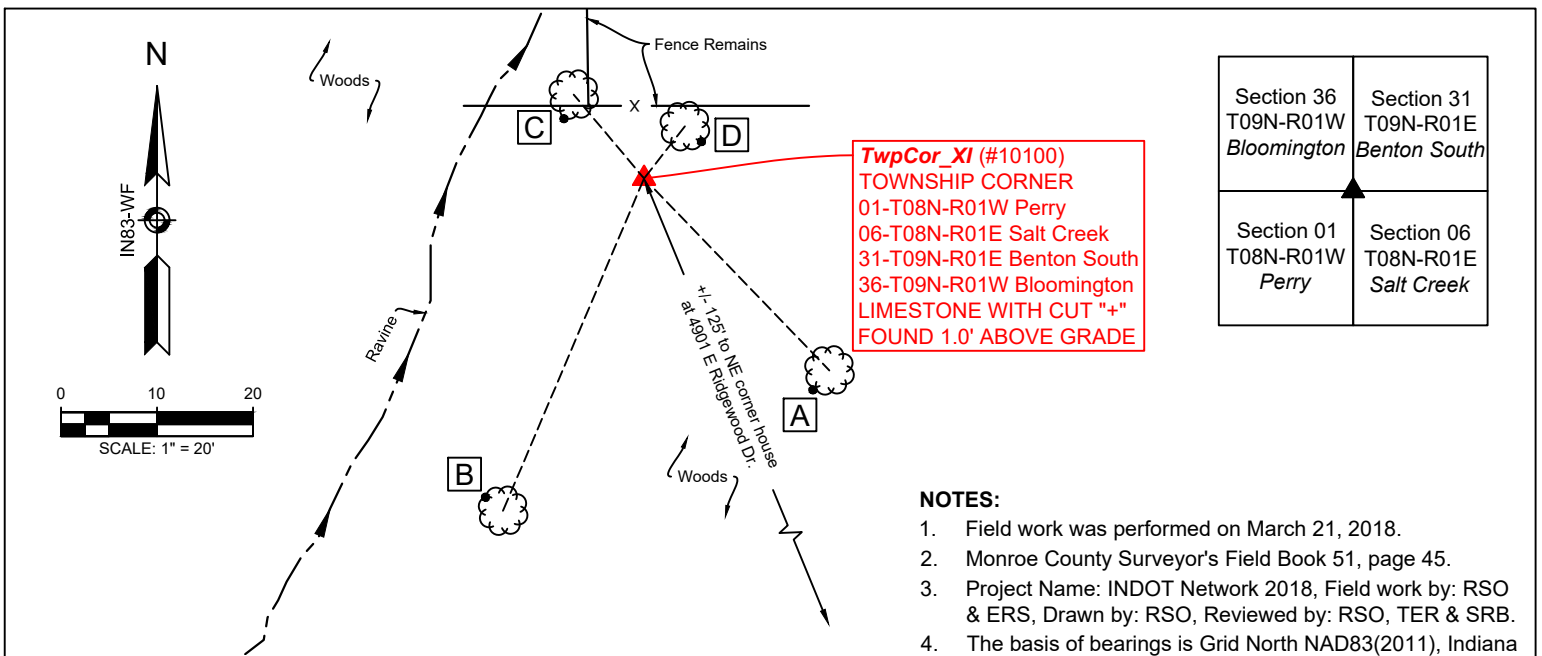 N
IN83-WF
0 10 20
SCALE: 1" = 20'
Woods
Fence Remains
X
C
D
Ravine
+/- 125' to NE corner house
at 4901 E Ridgewood Dr.
A
B
Woods
TwpCor_XI (#10100)
TOWNSHIP CORNER
01-T08N-R01W Perry
06-T08N-R01E Salt Creek
31-T09N-R01E Benton South
36-T09N-R01W Bloomington
LIMESTONE WITH CUT "+"
FOUND 1.0' ABOVE GRADE
Section 36
T09N-R01W
Bloomington
Section 31
T09N-R01E
Benton South
Section 01
T08N-R01W
Perry
Section 06
T08N-R01E
Salt Creek
NOTES:
1. Field work was performed on March 21, 2018.
2. Monroe County Surveyor's Field Book 51, page 45.
3. Project Name: INDOT Network 2018, Field work by: RSO
& ERS, Drawn by: RSO, Reviewed by: RSO, TER & SRB.
4. The basis of bearings is Grid North NAD83(2011), Indiana